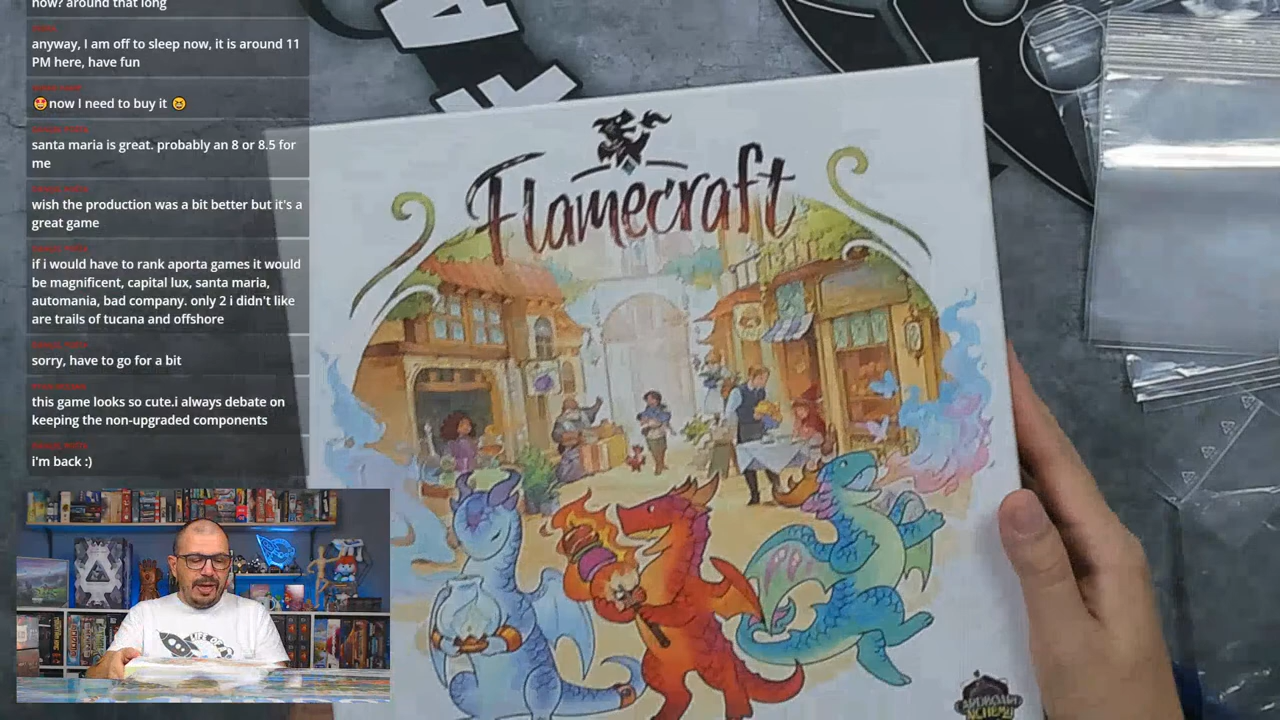 now? around that long
anyway, I am off to sleep now, it is around 11
PM here, have fun
🤩now I need to buy it 😆
santa maria is great. probably an 8 or 8.5 for
me
wish the production was a bit better but it's a
great game
if i would have to rank aporta games it would
be magnificent, capital lux, santa maria,
automania, bad company. only 2 i didn't like
are trails of tucana and offshore
sorry, have to go for a bit
this game looks so cute.i always debate on
keeping the non-upgraded components
i'm back :)
Flamecraft
LIFE OF